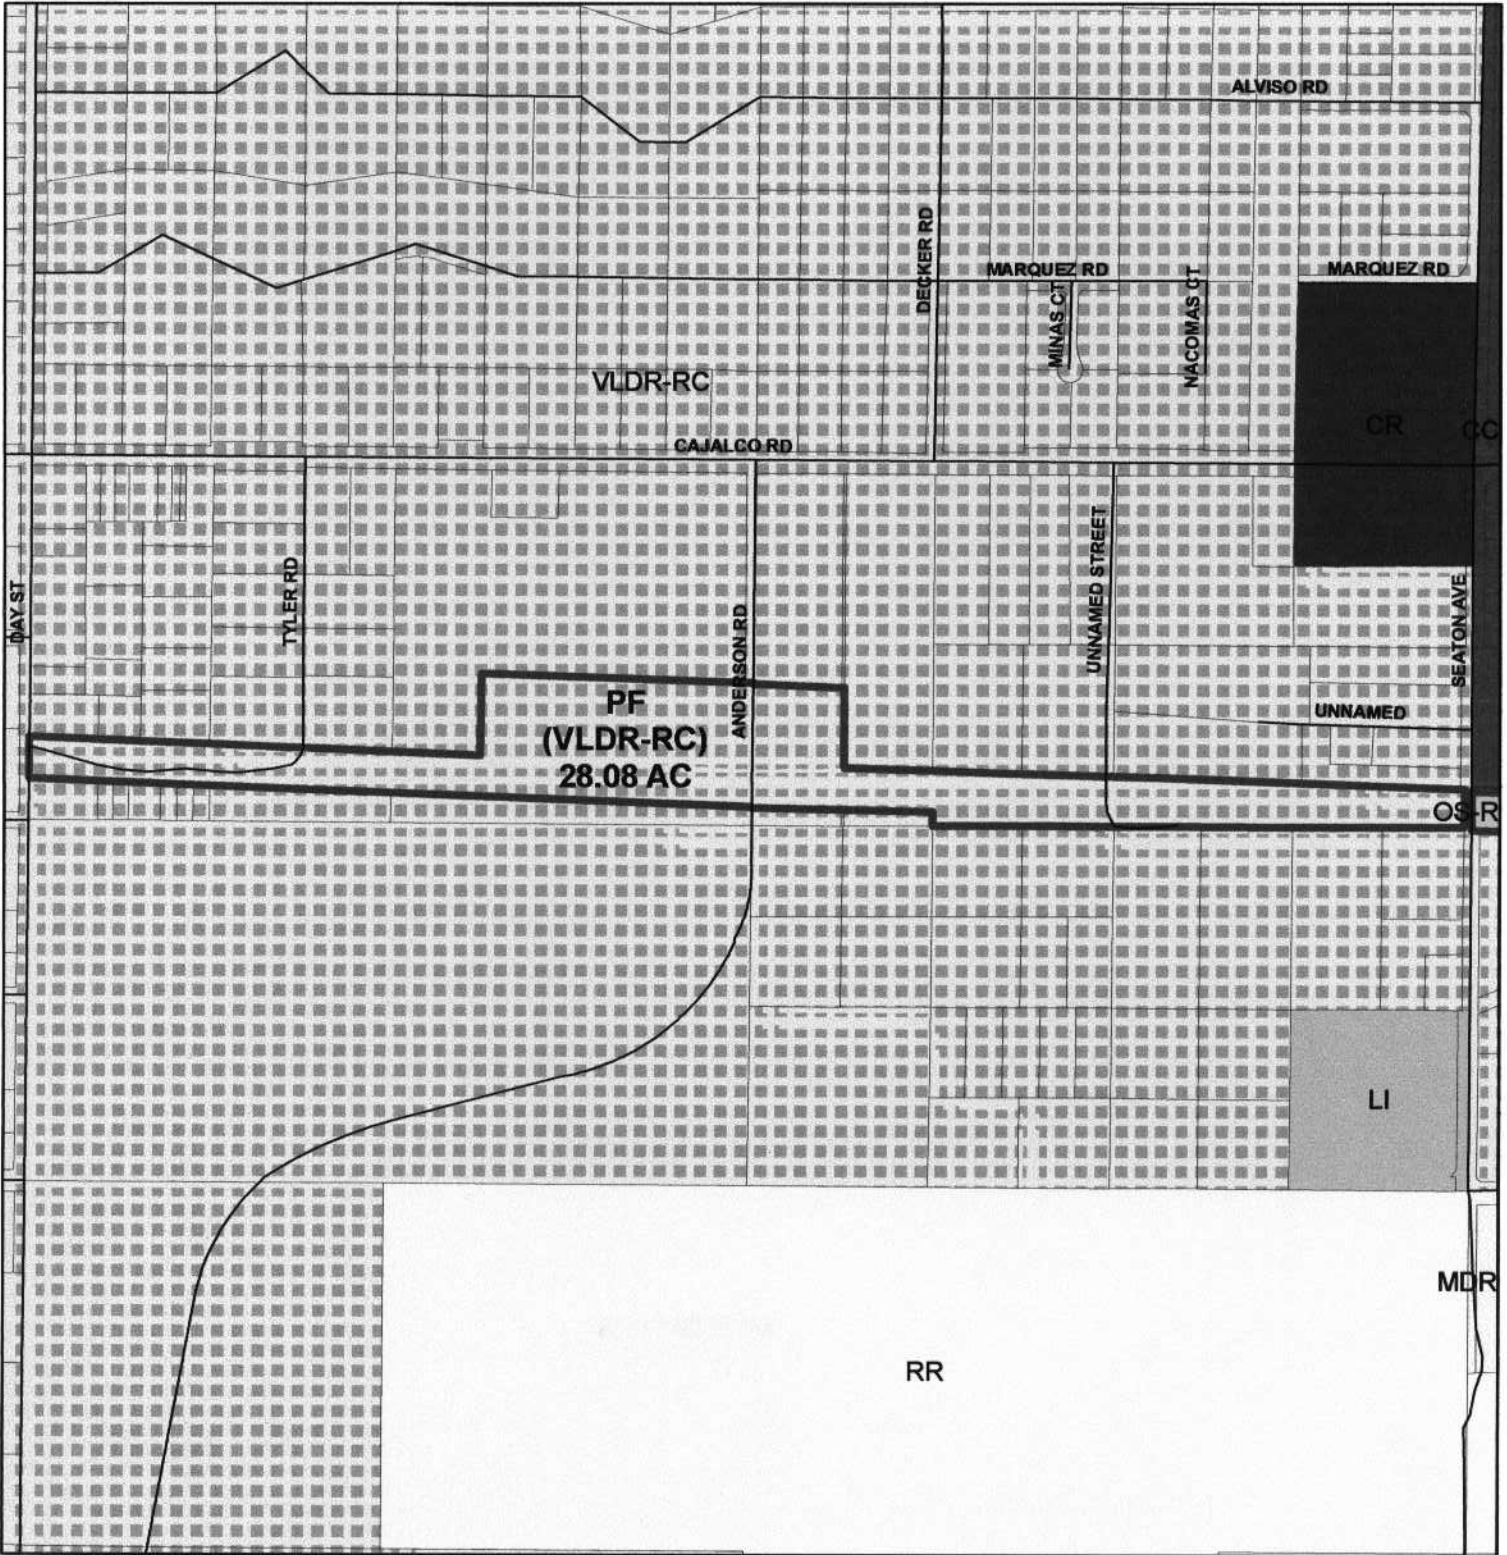 ALVISO RD
DECKER RD
MARQUEZ RD
MARQUEZ RD
MINAS CT
NACOMAS CT
VLDR-RC
CR
CC
CAJALCO RD
DAY ST
TYLER RD
ANDERSON RD
UNNAMED STREET
SEATON AVE
UNNAMED
PF
(VLDR-RC)
28.08 AC
OS-R
LI
MDR
RR